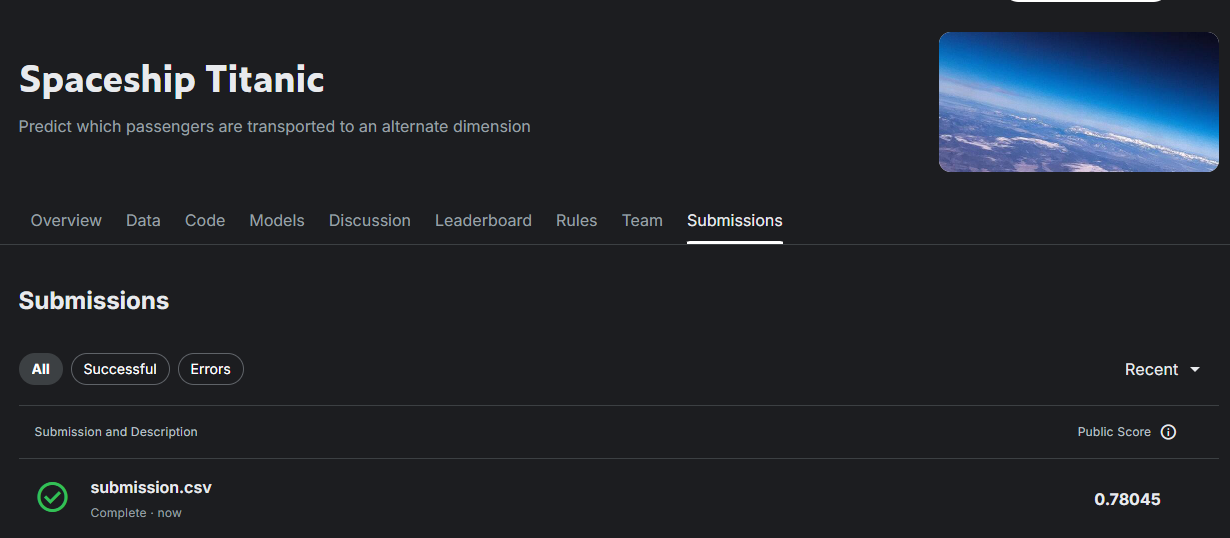 Spaceship Titanic
Predict which passengers are transported to an alternate dimension
Overview Data Code Models Discussion Leaderboard Rules Team Submissions
Submissions
All Successful Errors Recent
Submission and Description Public Score
submission.csv 0.78045
Complete · now